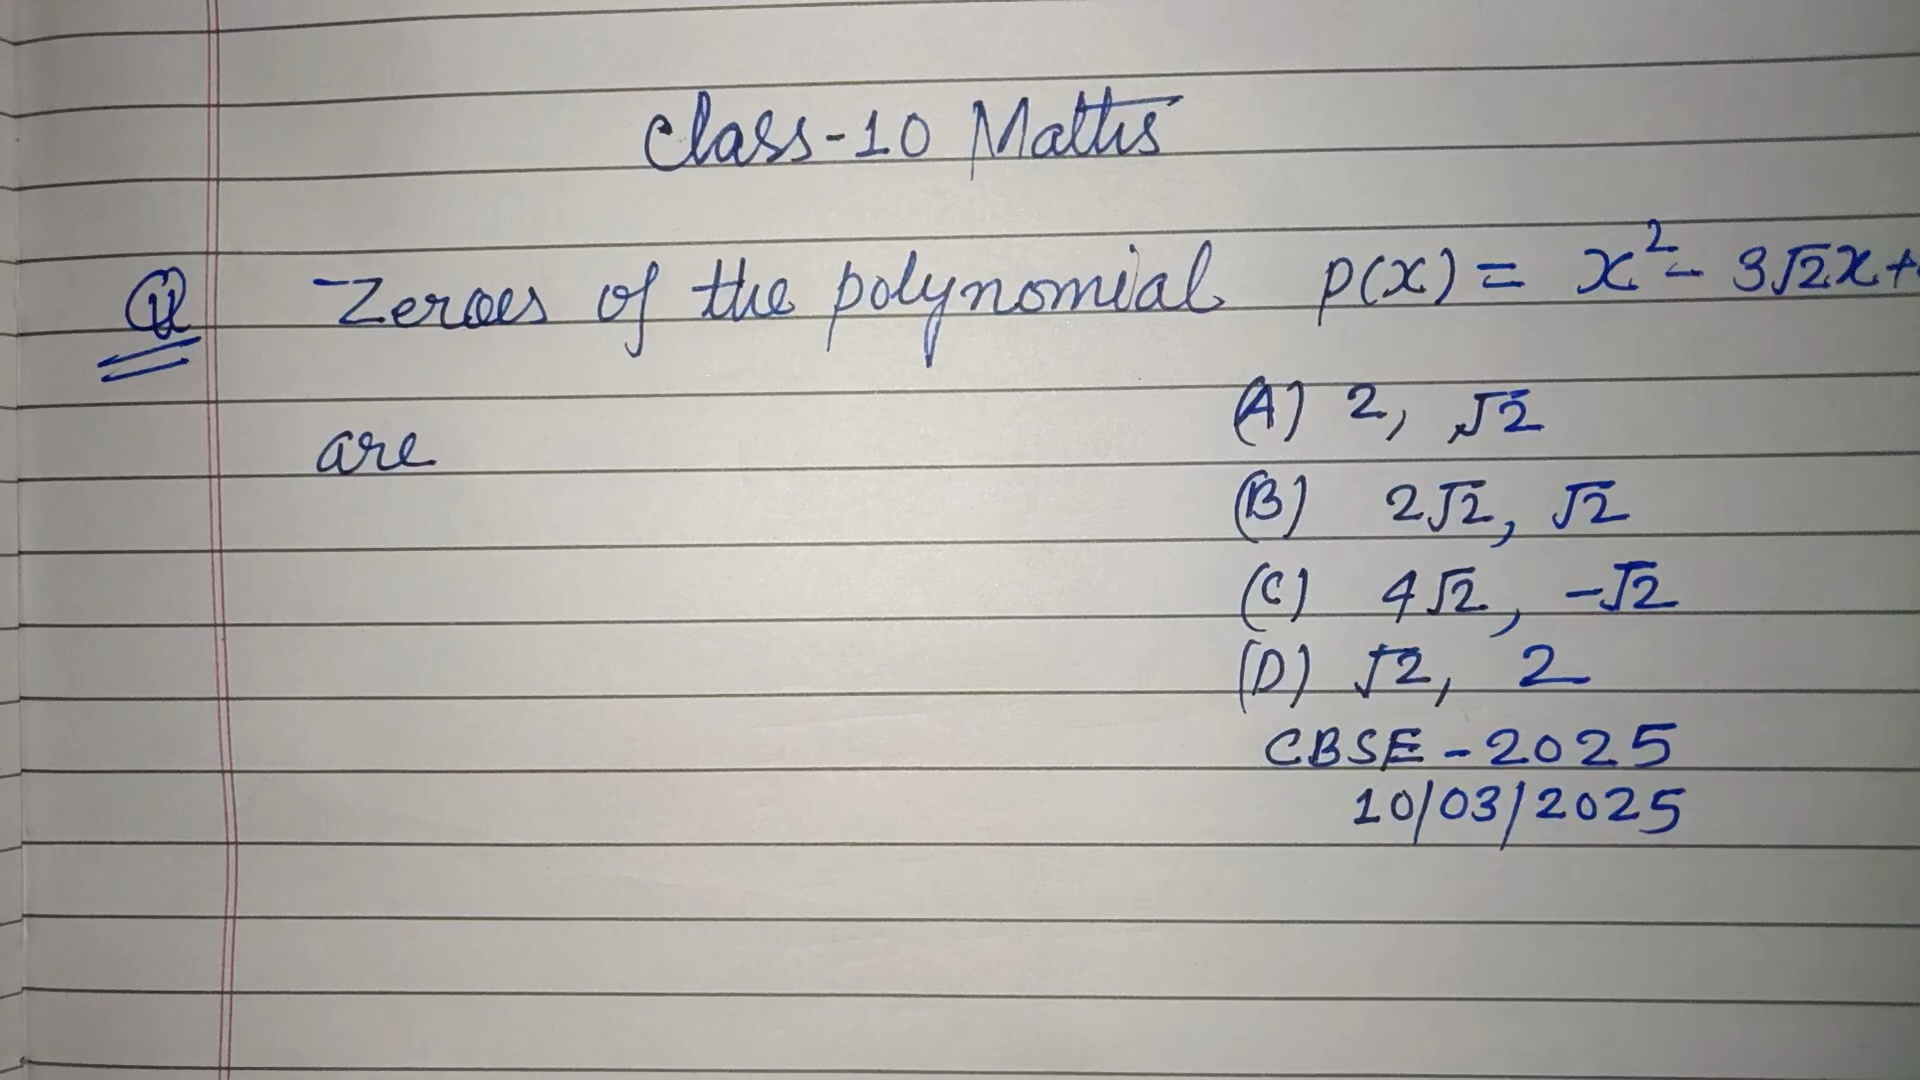 Class-10 Maths
Q Zeroes of the polynomial p(x) = x² - 3√2x +
are
(A) 2, √2
(B) 2√2, √2
(C) 4√2, -√2
(D) √2, 2
CBSE - 2025
10/03/2025